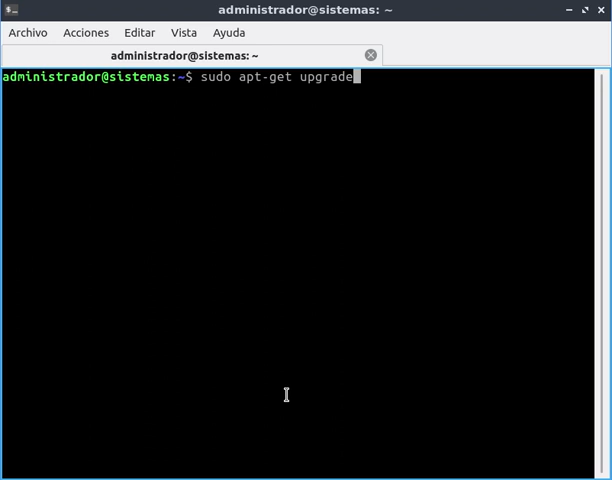 administrador@sistemas: ~
Archivo Acciones Editar Vista Ayuda
administrador@sistemas: ~
administrador@sistemas:~$ sudo apt-get upgrade